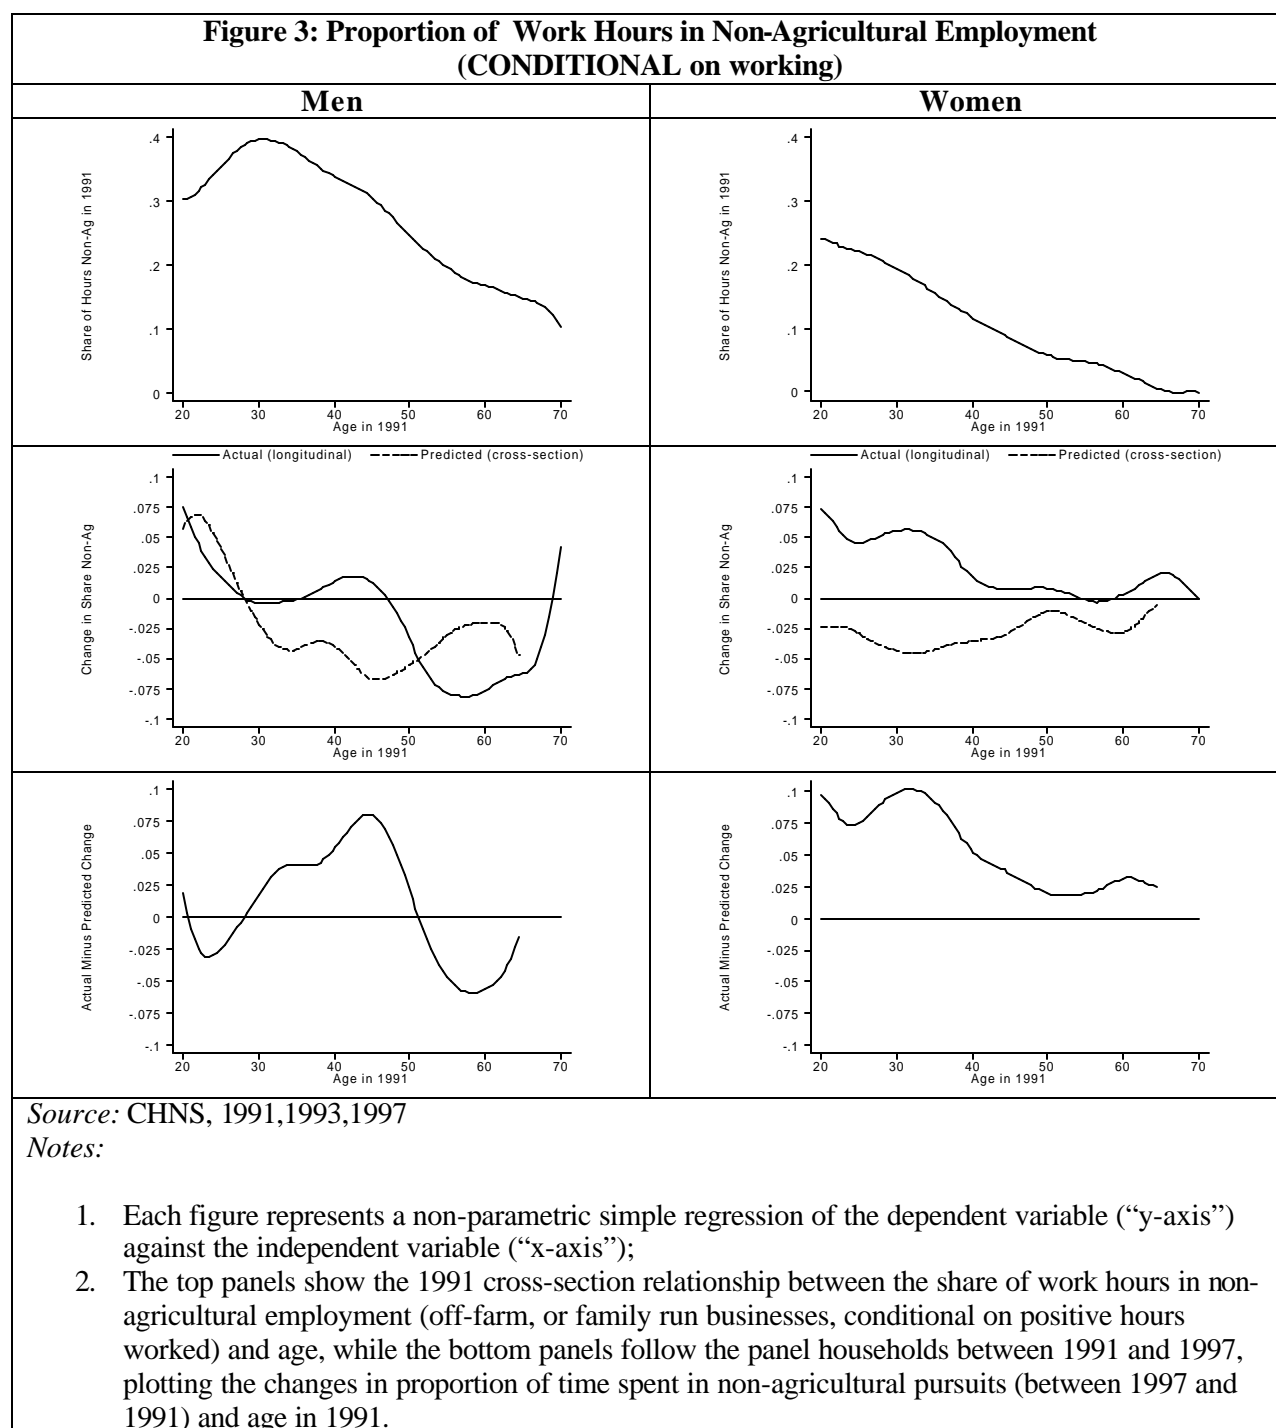 Figure 3: Proportion of Work Hours in Non-Agricultural Employment
(CONDITIONAL on working)
Men
Women
Share of Hours Non-Ag in 1991
.4
.3
.2
.1
0
20 30 40 50 60 70
Age in 1991
Share of Hours Non-Ag in 1991
.4
.3
.2
.1
0
20 30 40 50 60 70
Age in 1991
Actual (longitudinal) Predicted (cross-section)
Change in Share Non-Ag
.1
.075
.05
.025
0
-.025
-.05
-.075
-.1
20 30 40 50 60 70
Age in 1991
Actual (longitudinal) Predicted (cross-section)
Change in Share Non-Ag
.1
.075
.05
.025
0
-.025
-.05
-.075
-.1
20 30 40 50 60 70
Age in 1991
Actual Minus Predicted Change
.1
.075
.05
.025
0
-.025
-.05
-.075
-.1
20 30 40 50 60 70
Age in 1991
Actual Minus Predicted Change
.1
.075
.05
.025
0
-.025
-.05
-.075
-.1
20 30 40 50 60 70
Age in 1991
Source: CHNS, 1991,1993,1997
Notes:
1. Each figure represents a non-parametric simple regression of the dependent variable (“y-axis”)
against the independent variable (“x-axis”);
2. The top panels show the 1991 cross-section relationship between the share of work hours in non-
agricultural employment (off-farm, or family run businesses, conditional on positive hours
worked) and age, while the bottom panels follow the panel households between 1991 and 1997,
plotting the changes in proportion of time spent in non-agricultural pursuits (between 1997 and
1991) and age in 1991.